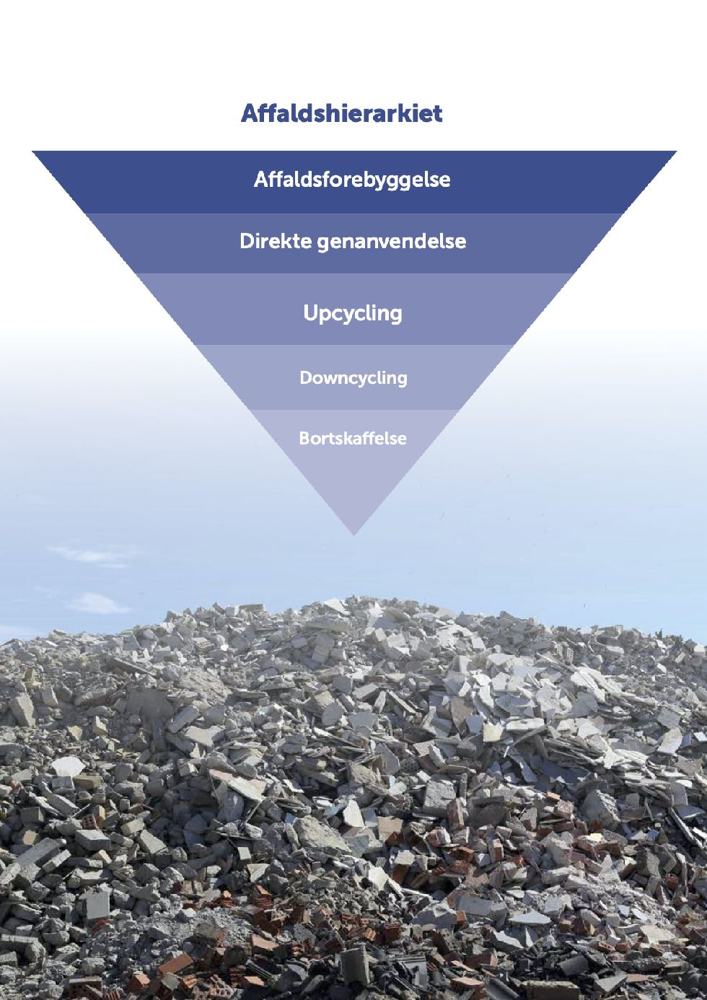 Affaldshierarkiet
Affaldsforebyggelse
Direkte genanvendelse
Upcycling
Downcycling
Bortskaffelse